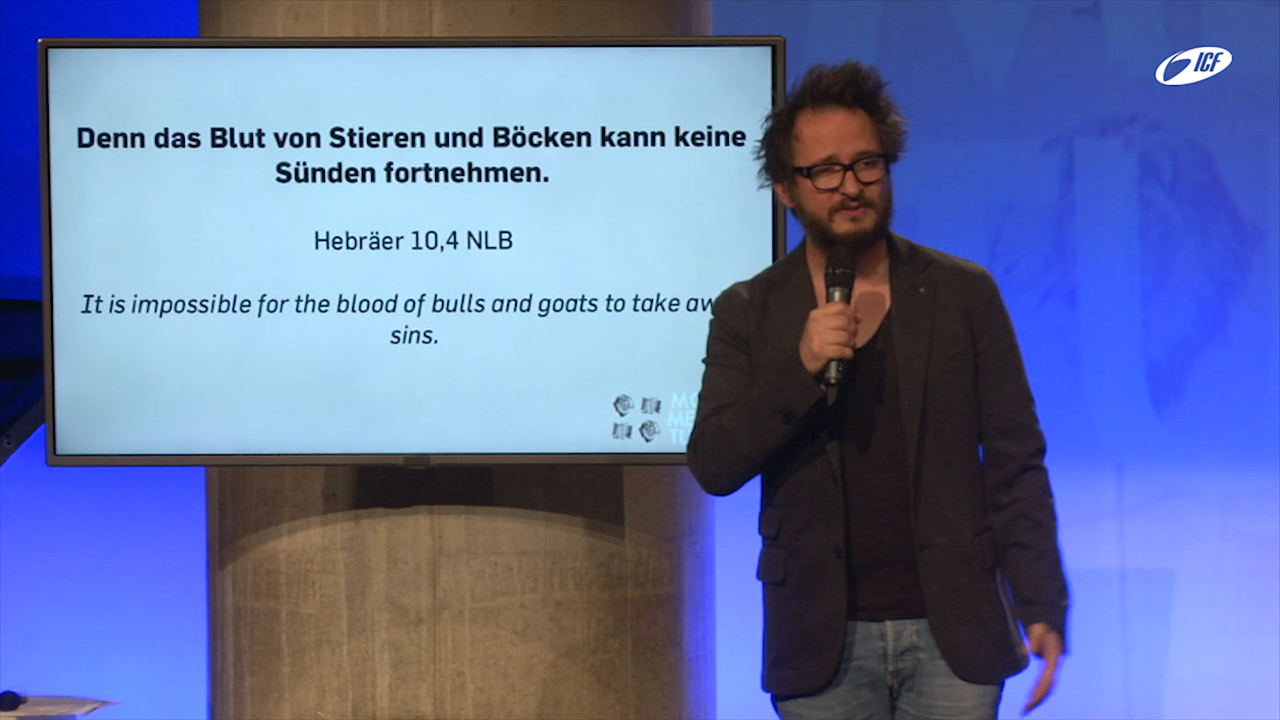 Denn das Blut von Stieren und Böcken kann keine
Sünden fortnehmen.
Hebräer 10,4 NLB
It is impossible for the blood of bulls and goats to take
sins.
ICF